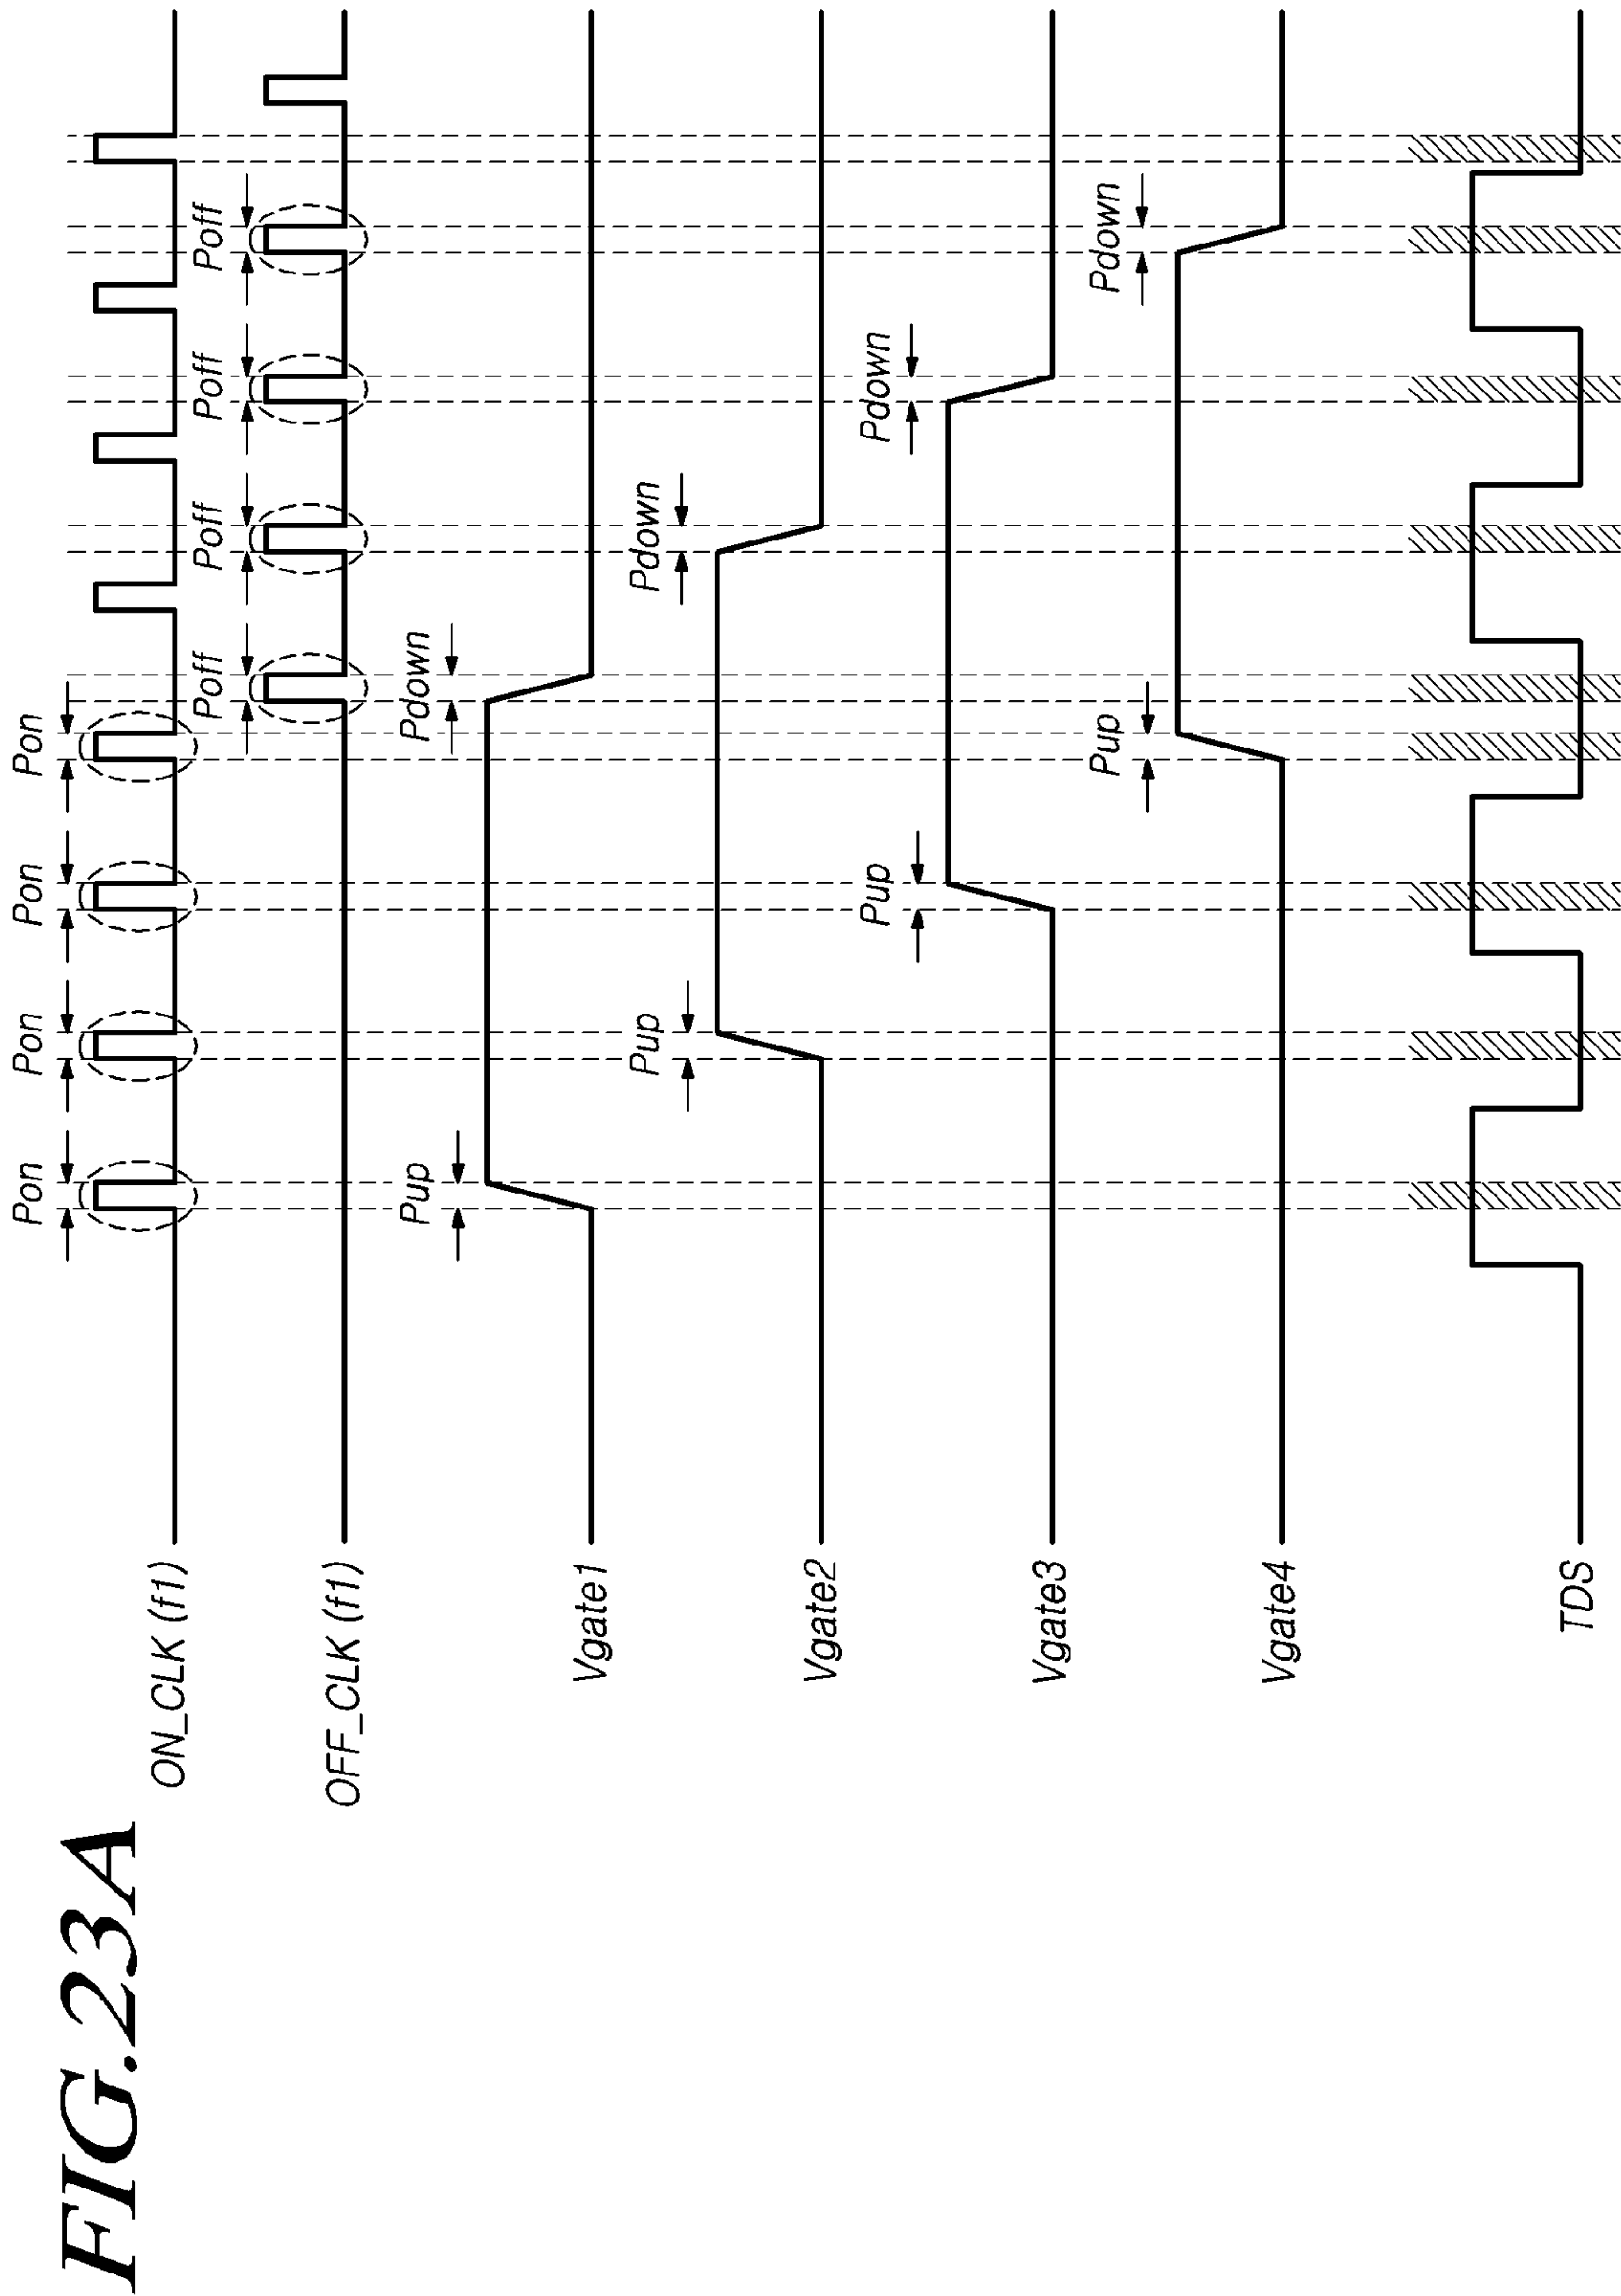 FIG.23A
Pon Pon Pon Pon
ON_CLK (f1)
Poff Poff Poff Poff
OFF_CLK (f1)
Pup Pdown
Vgate1
Pup Pdown
Vgate2
Pup Pdown
Vgate3
Pup Pdown
Vgate4
TDS